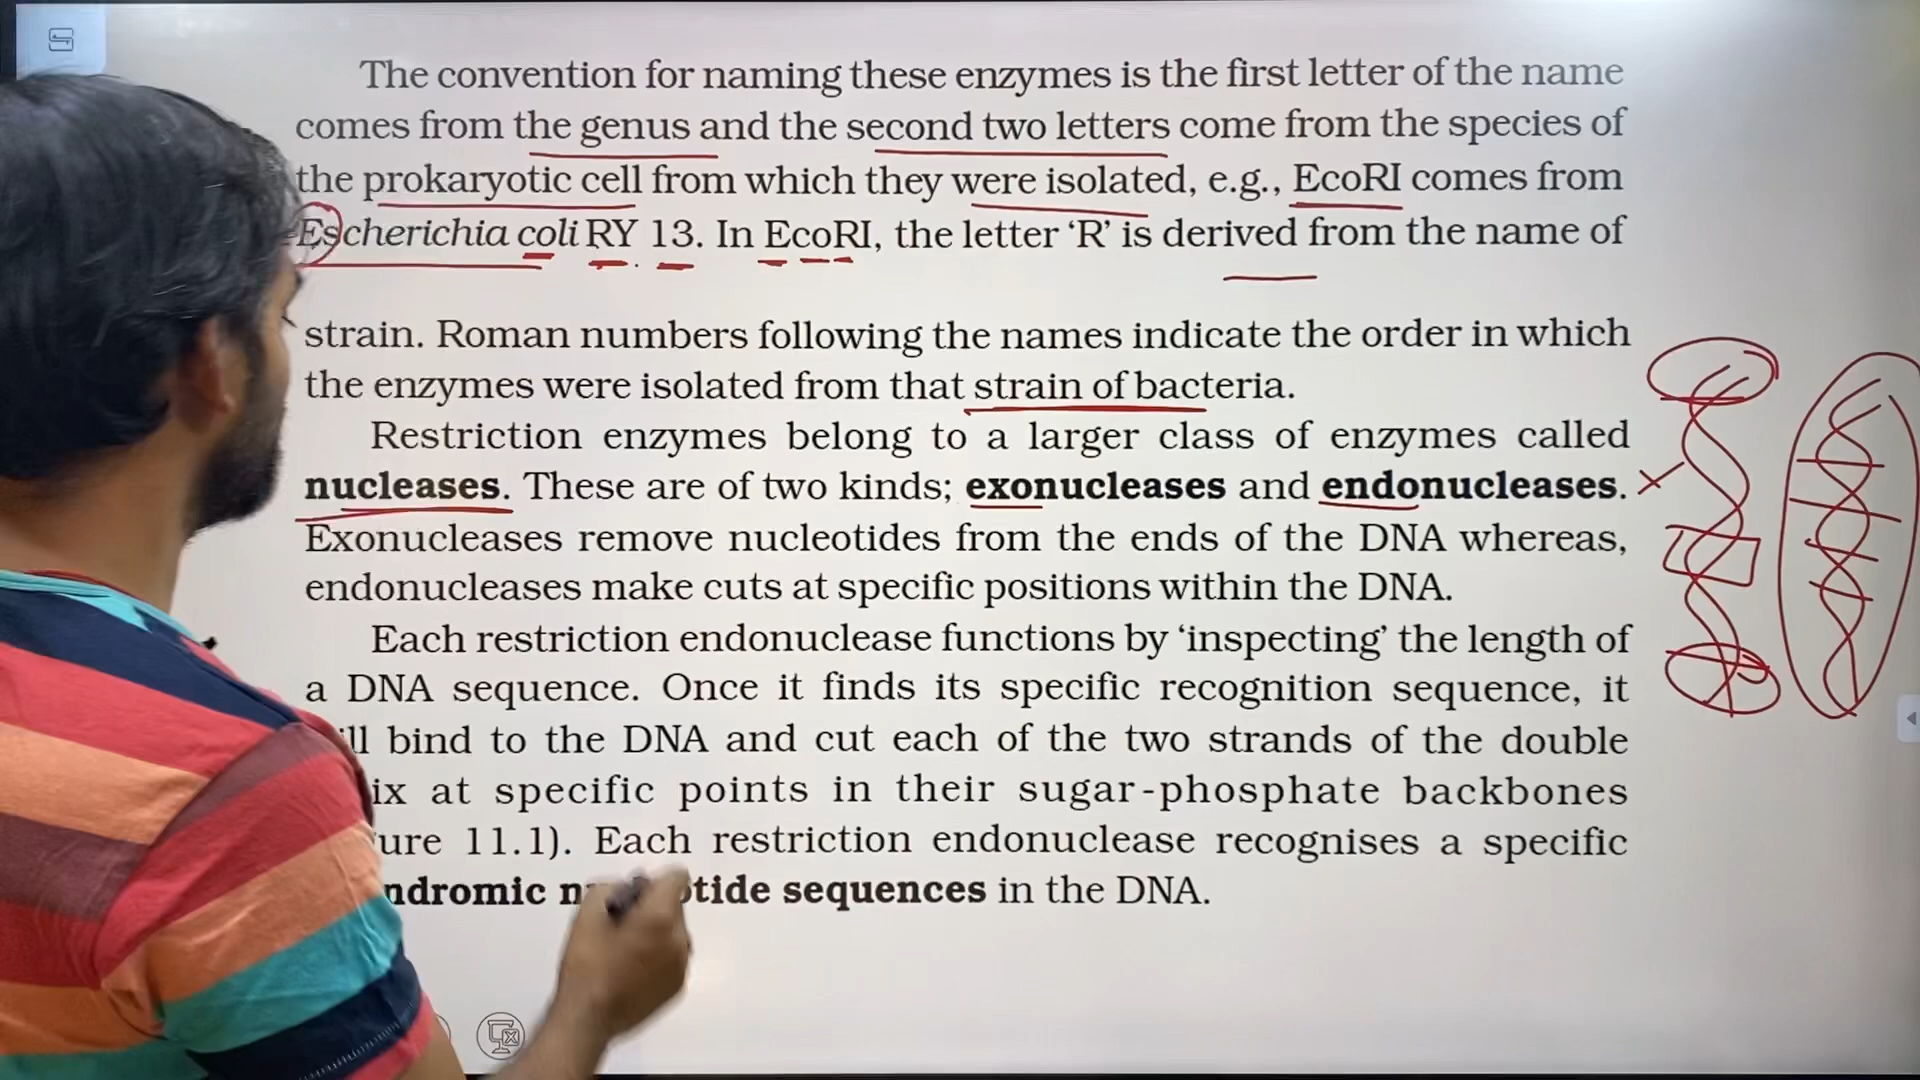 The convention for naming these enzymes is the first letter of the name
comes from the genus and the second two letters come from the species of
the prokaryotic cell from which they were isolated, e.g., EcoRI comes from
Escherichia coli RY 13. In EcoRI, the letter ‘R’ is derived from the name of
strain. Roman numbers following the names indicate the order in which
the enzymes were isolated from that strain of bacteria.
Restriction enzymes belong to a larger class of enzymes called
nucleases. These are of two kinds; exonucleases and endonucleases.
Exonucleases remove nucleotides from the ends of the DNA whereas,
endonucleases make cuts at specific positions within the DNA.
Each restriction endonuclease functions by ‘inspecting’ the length of
a DNA sequence. Once it finds its specific recognition sequence, it
bind to the DNA and cut each of the two strands of the double
at specific points in their sugar-phosphate backbones
11.1). Each restriction endonuclease recognises a specific
sequences in the DNA.